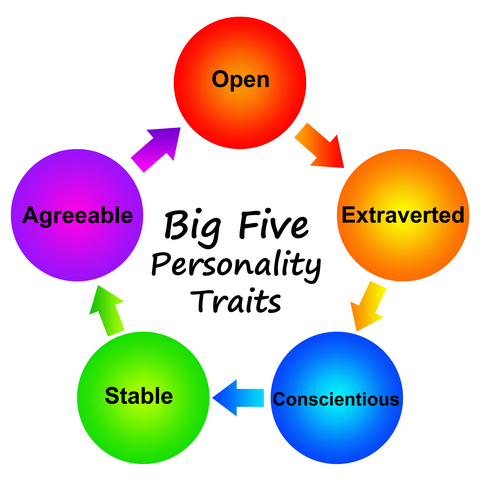 Open
Extraverted
Agreeable
Big Five
Personality
Traits
Stable
Conscientious